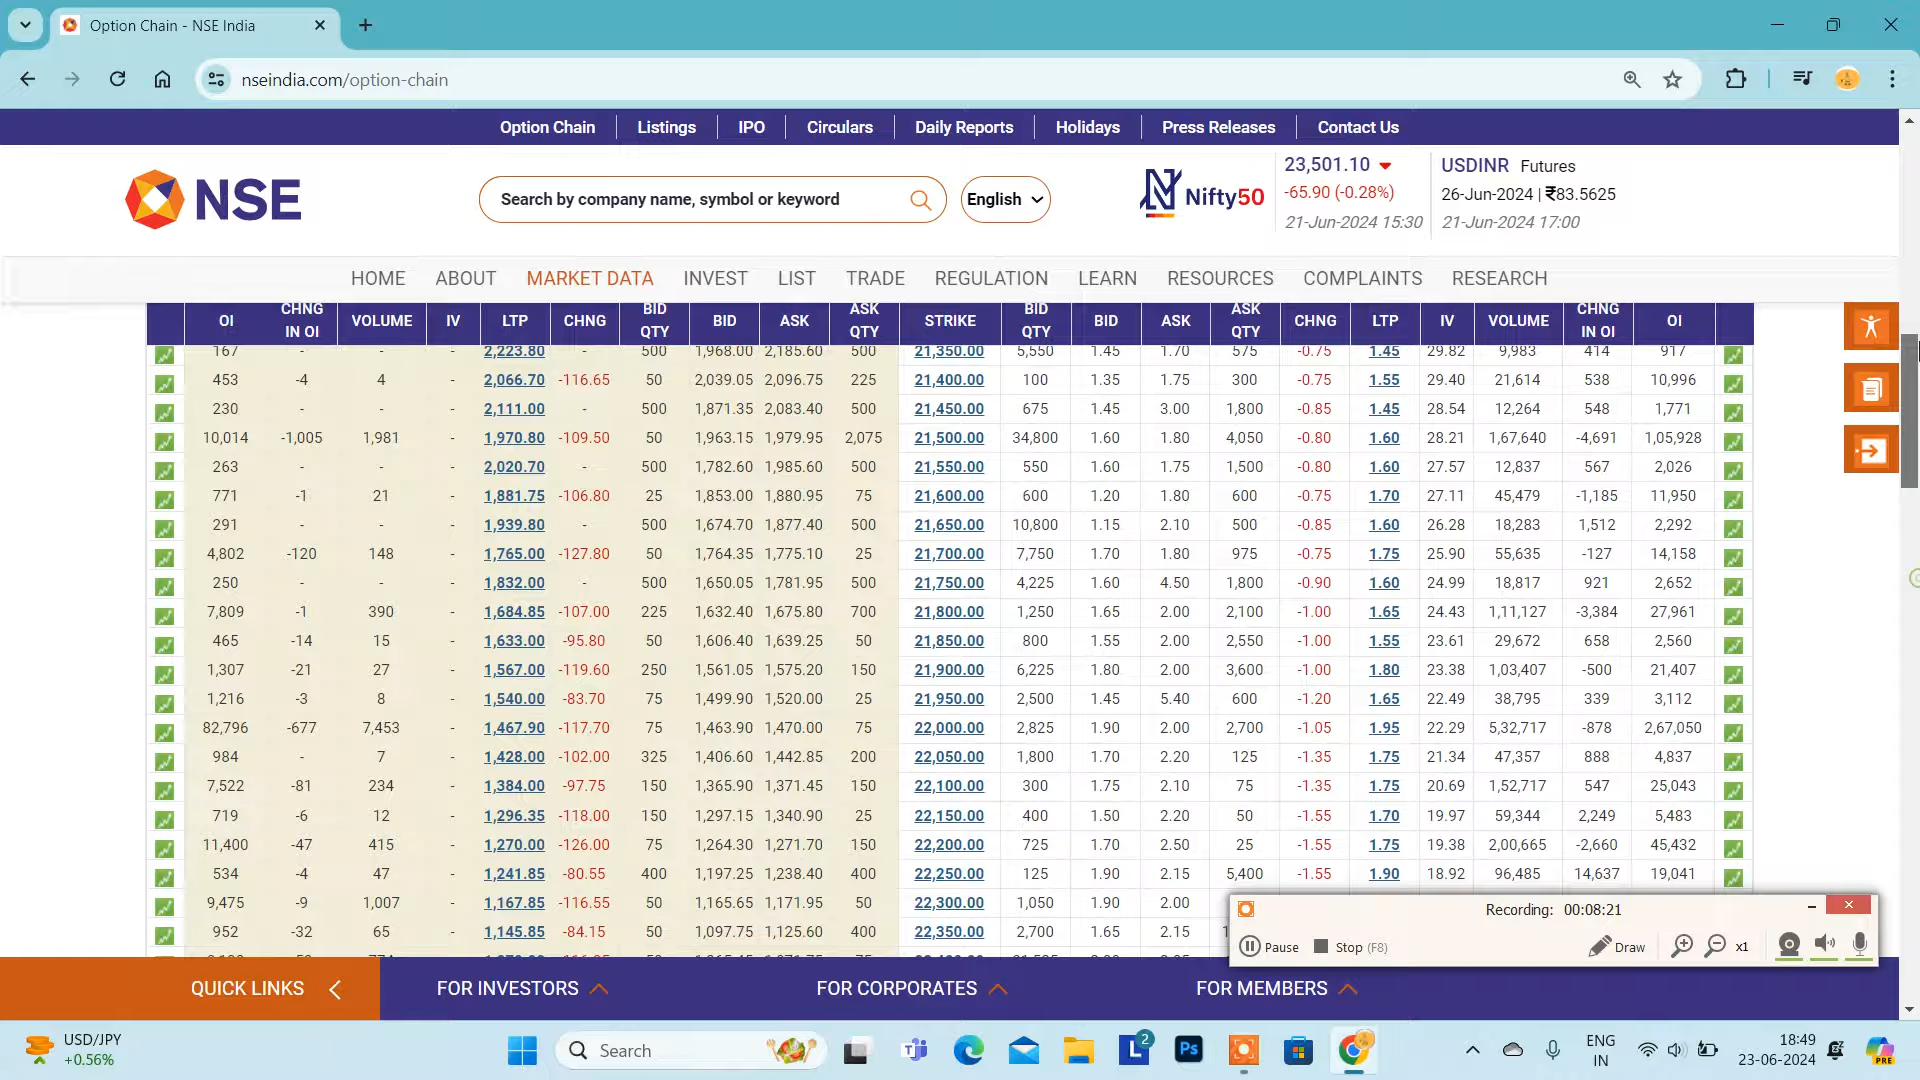 Option Chain - NSE India
nseindia.com/option-chain
Option Chain Listings IPO Circulars Daily Reports Holidays Press Releases Contact Us
NSE
Search by company name, symbol or keyword
English
Nifty50
23,501.10
-65.90 (-0.28%)
21-Jun-2024 15:30
USDINR Futures
26-Jun-2024 | ₹83.5625
21-Jun-2024 17:00
HOME ABOUT MARKET DATA INVEST LIST TRADE REGULATION LEARN RESOURCES COMPLAINTS RESEARCH
OI CHNG IN OI VOLUME IV LTP CHNG BID QTY BID ASK ASK QTY STRIKE BID QTY BID ASK ASK QTY CHNG LTP IV VOLUME CHNG IN OI OI
167 - - - 2,223.80 - 500 1,968.00 2,185.60 500 21,350.00 5,550 1.45 1.70 575 -0.75 1.45 29.82 9,983 414 917
453 -4 4 - 2,066.70 -116.65 50 2,039.05 2,096.75 225 21,400.00 100 1.35 1.75 300 -0.75 1.55 29.40 21,614 538 10,996
230 - - - 2,111.00 - 500 1,871.35 2,083.40 500 21,450.00 675 1.45 3.00 1,800 -0.85 1.45 28.54 12,264 548 1,771
10,014 -1,005 1,981 - 1,970.80 -109.50 50 1,963.15 1,979.95 2,075 21,500.00 34,800 1.60 1.80 4,050 -0.80 1.60 28.21 1,67,640 -4,691 1,05,928
263 - - - 2,020.70 - 500 1,782.60 1,985.60 500 21,550.00 550 1.60 1.75 1,500 -0.80 1.60 27.57 12,837 567 2,026
771 -1 21 - 1,881.75 -106.80 25 1,853.00 1,880.95 75 21,600.00 600 1.20 1.80 600 -0.75 1.70 27.11 45,479 -1,185 11,950
291 - - - 1,939.80 - 500 1,674.70 1,877.40 500 21,650.00 10,800 1.15 2.10 500 -0.85 1.60 26.28 18,283 1,512 2,292
4,802 -120 148 - 1,765.00 -127.80 50 1,764.35 1,775.10 25 21,700.00 7,750 1.70 1.80 975 -0.75 1.75 25.90 55,635 -127 14,158
250 - - - 1,832.00 - 500 1,650.05 1,781.95 500 21,750.00 4,225 1.60 4.50 1,800 -0.90 1.60 24.99 18,817 921 2,652
7,809 -1 390 - 1,684.85 -107.00 225 1,632.40 1,675.80 700 21,800.00 1,250 1.65 2.00 2,100 -1.00 1.65 24.43 1,11,127 -3,384 27,961
465 -14 15 - 1,633.00 -95.80 50 1,606.40 1,639.25 50 21,850.00 800 1.55 2.00 2,550 -1.00 1.55 23.61 29,672 658 2,560
1,307 -21 27 - 1,567.00 -119.60 250 1,561.05 1,575.20 150 21,900.00 6,225 1.80 2.00 3,600 -1.00 1.80 23.38 1,03,407 -500 21,407
1,216 -3 8 - 1,540.00 -83.70 75 1,499.90 1,520.00 25 21,950.00 2,500 1.45 5.40 600 -1.20 1.65 22.49 38,795 339 3,112
82,796 -677 7,453 - 1,467.90 -117.70 75 1,463.90 1,470.00 75 22,000.00 2,825 1.90 2.00 2,700 -1.05 1.95 22.29 5,32,717 -878 2,67,050
984 - 7 - 1,428.00 -102.00 325 1,406.60 1,442.85 200 22,050.00 1,800 1.70 2.20 125 -1.35 1.75 21.34 47,357 888 4,837
7,522 -81 234 - 1,384.00 -97.75 150 1,365.90 1,371.45 150 22,100.00 300 1.75 2.10 75 -1.35 1.75 20.69 1,52,717 547 25,043
719 -6 12 - 1,296.35 -118.00 150 1,297.15 1,340.90 25 22,150.00 400 1.50 2.20 50 -1.55 1.70 19.97 59,344 2,249 5,483
11,400 -47 415 - 1,270.00 -126.00 75 1,264.30 1,271.70 150 22,200.00 725 1.70 2.50 25 -1.55 1.75 19.38 2,00,665 -2,660 45,432
534 -4 47 - 1,241.85 -80.55 400 1,197.25 1,238.40 400 22,250.00 125 1.90 2.15 5,400 -1.55 1.90 18.92 96,485 14,637 19,041
9,475 -9 1,007 - 1,167.85 -116.55 50 1,165.65 1,171.95 50 22,300.00 1,050 1.90 2.00
952 -32 65 - 1,145.85 -84.15 50 1,097.75 1,125.60 400 22,350.00 2,700 1.65 2.15
Recording: 00:08:21
Pause Stop (F8) Draw x1
QUICK LINKS FOR INVESTORS FOR CORPORATES FOR MEMBERS
USD/JPY
+0.56%
Search
2
Ps
ENG
IN
18:49
23-06-2024
PRE